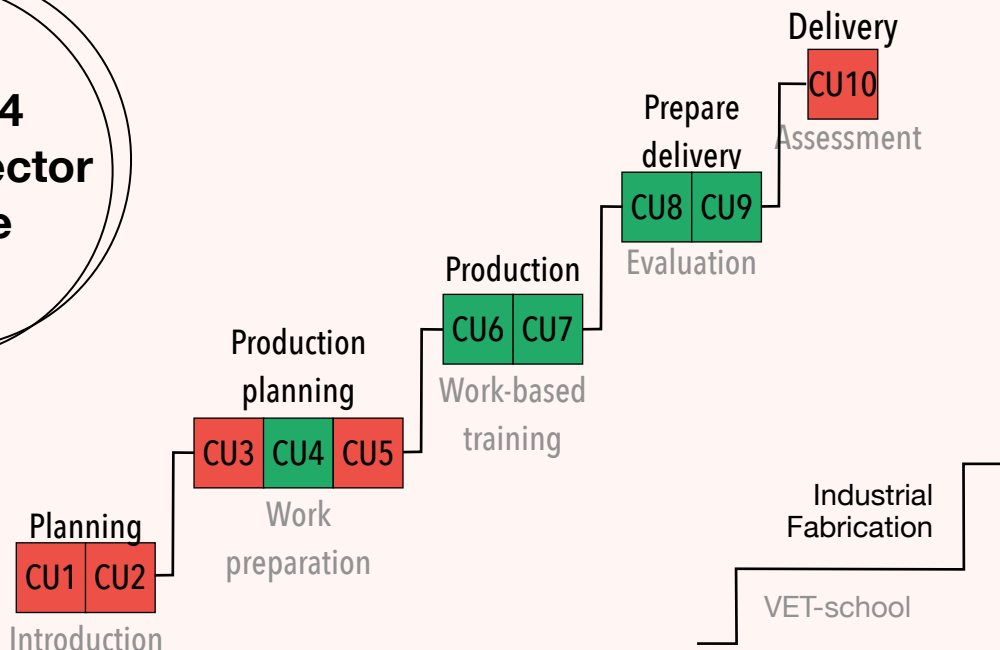 4
ector
e
Delivery
CU10
Assessment
Prepare
delivery
CU8 CU9
Evaluation
Production
CU6 CU7
Work-based
training
Production
planning
CU3 CU4 CU5
Work
preparation
Planning
CU1 CU2
Introduction
Industrial
Fabrication
VET-school